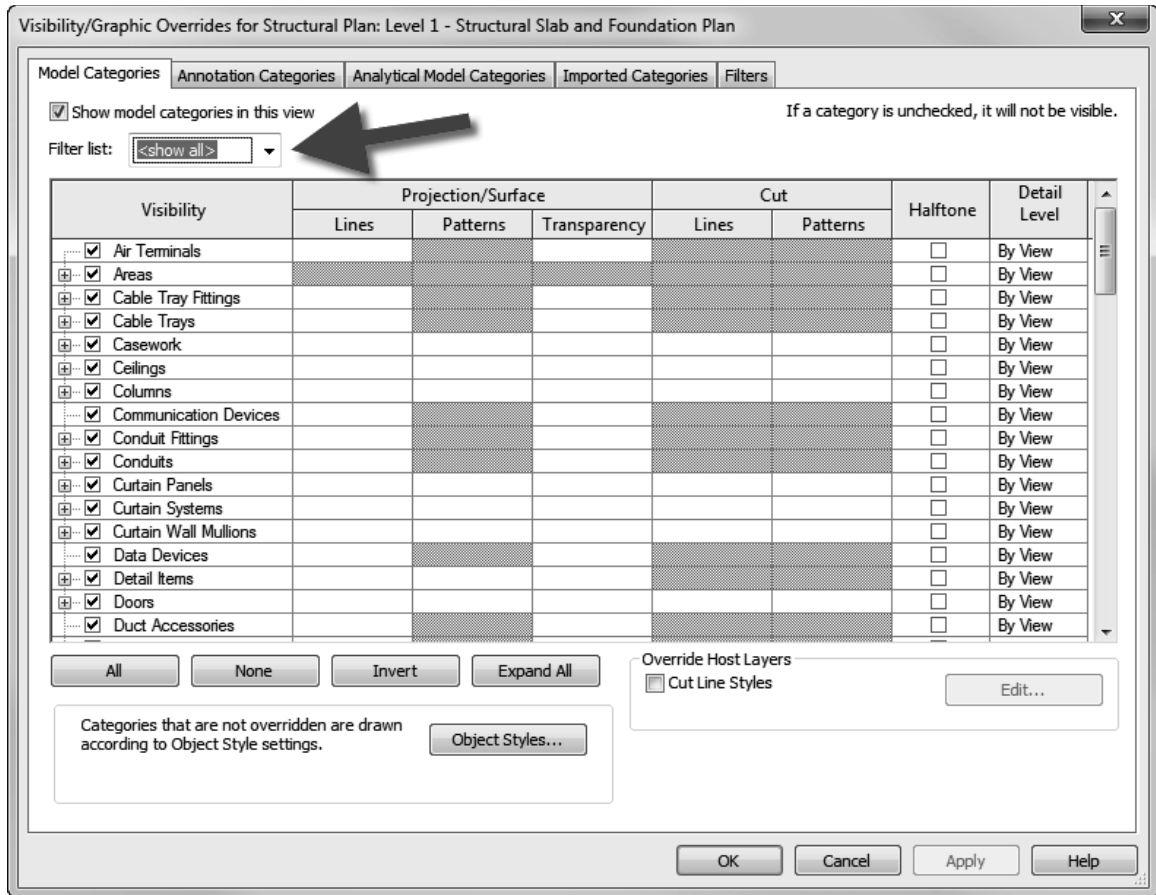 Visibility/Graphic Overrides for Structural Plan: Level 1 - Structural Slab and Foundation Plan
x
Model Categories Annotation Categories Analytical Model Categories Imported Categories Filters
Show model categories in this view If a category is unchecked, it will not be visible.
Filter list: <show all>
Visibility Projection/Surface Cut Halftone Detail Level
Lines Patterns Transparency Lines Patterns
Air Terminals By View
Areas By View
Cable Tray Fittings By View
Cable Trays By View
Casework By View
Ceilings By View
Columns By View
Communication Devices By View
Conduit Fittings By View
Conduits By View
Curtain Panels By View
Curtain Systems By View
Curtain Wall Mullions By View
Data Devices By View
Detail Items By View
Doors By View
Duct Accessories By View
All None Invert Expand All
Override Host Layers
Cut Line Styles Edit...
Categories that are not overridden are drawn
according to Object Style settings.
Object Styles...
OK Cancel Apply Help